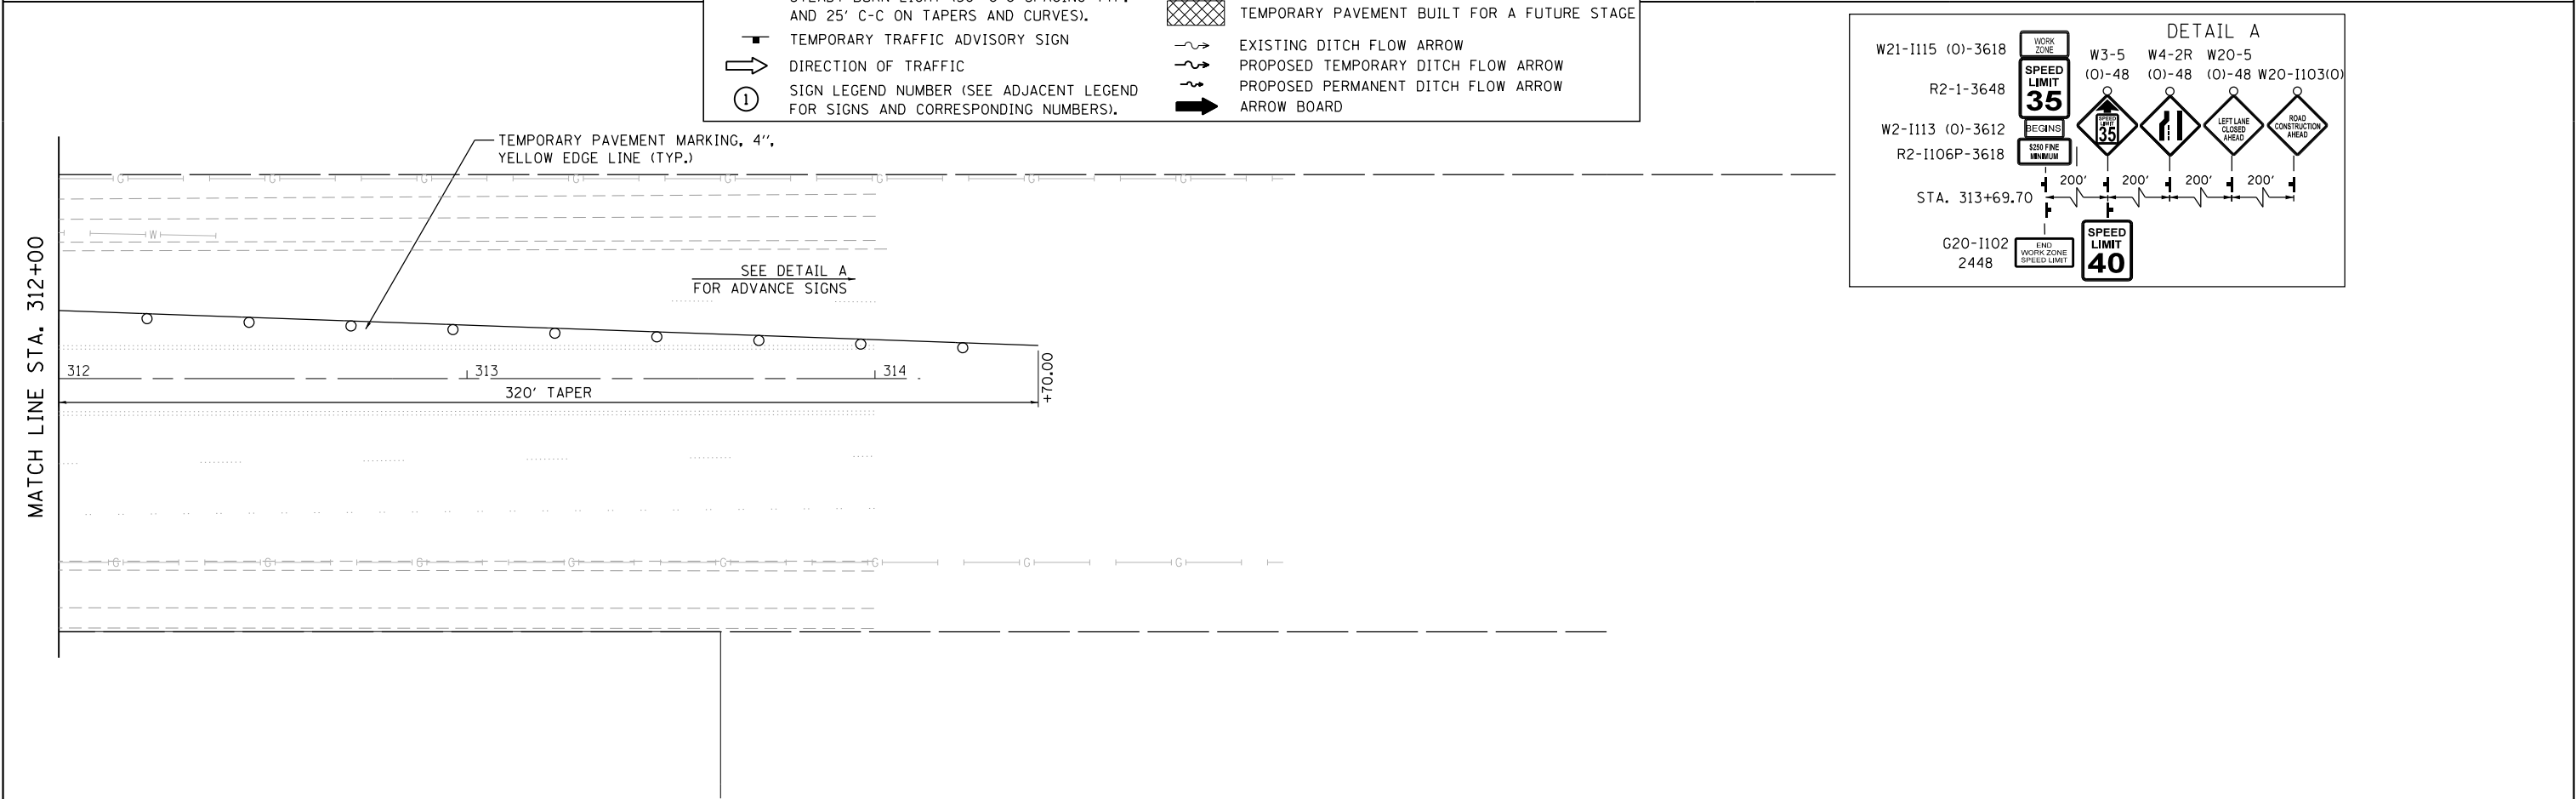 AND 25' C-C ON TAPERS AND CURVES).
TEMPORARY TRAFFIC ADVISORY SIGN
DIRECTION OF TRAFFIC
1
SIGN LEGEND NUMBER (SEE ADJACENT LEGEND
FOR SIGNS AND CORRESPONDING NUMBERS).
TEMPORARY PAVEMENT BUILT FOR A FUTURE STAGE
EXISTING DITCH FLOW ARROW
PROPOSED TEMPORARY DITCH FLOW ARROW
PROPOSED PERMANENT DITCH FLOW ARROW
ARROW BOARD
DETAIL A
W21-I115 (O)-3618
WORK
ZONE
R2-1-3648
SPEED
LIMIT
35
W2-I113 (O)-3612
BEGINS
R2-I106P-3618
$250 FINE
MINIMUM
W3-5
(O)-48
W4-2R
(O)-48
W20-5
(O)-48
W20-I103(O)
SPEED
LIMIT
35
LEFT LANE
CLOSED
AHEAD
ROAD
CONSTRUCTION
AHEAD
200'
200'
200'
200'
STA. 313+69.70
G20-I102
2448
END
WORK ZONE
SPEED LIMIT
SPEED
LIMIT
40
TEMPORARY PAVEMENT MARKING, 4'',
YELLOW EDGE LINE (TYP.)
G G G G G G G G
W
SEE DETAIL A
FOR ADVANCE SIGNS
MATCH LINE STA. 312+00
312
313
314
320' TAPER
+70.00
G G G G G G G G